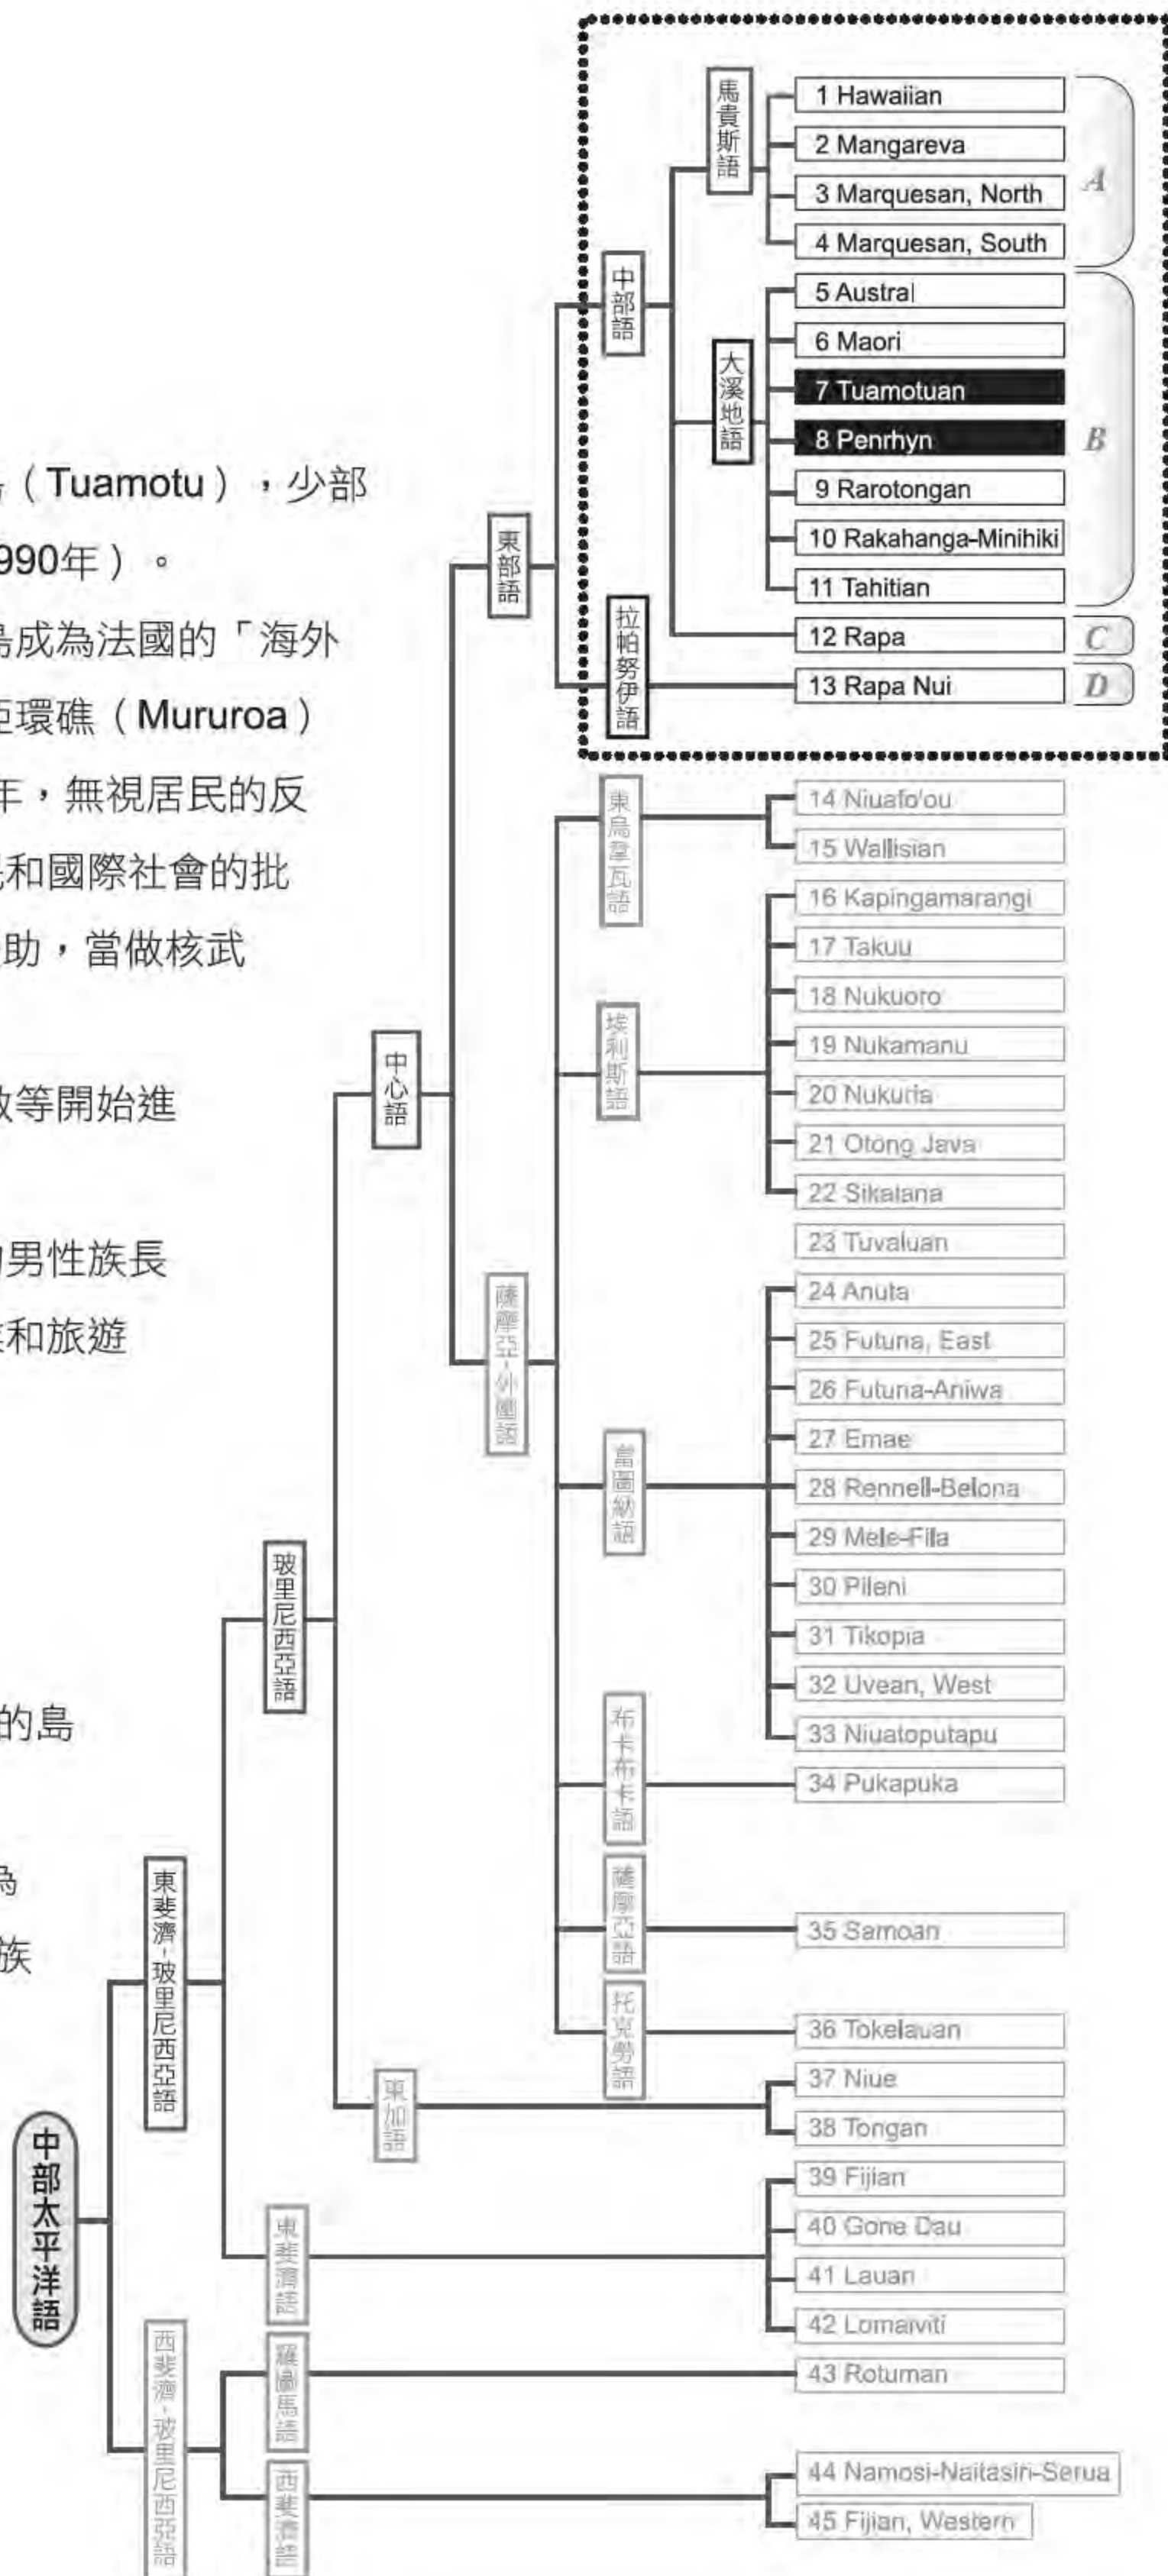 島（Tuamotu），少部
990年）。
島成為法國的「海外
亞環礁（Mururoa）
年，無視居民的反
民和國際社會的批
助，當做核武
敎等開始進
的男性族長
業和旅遊
的島
為
族
中部太平洋語
東斐濟-玻里尼西亞語
西斐濟-玻里尼西亞語
玻里尼西亞語
東斐濟語
羅圖馬語
西斐濟語
中心語
東加語
東部語
薩摩亞-外圍語
中部語
拉帕努伊語
東烏韋瓦語
埃利斯語
富圖納語
布卡布卡語
薩摩亞語
托克勞語
馬貴斯語
大溪地語
1 Hawaiian
2 Mangareva
3 Marquesan, North
4 Marquesan, South
A
5 Austral
6 Maori
7 Tuamotuan
8 Penrhyn
9 Rarotongan
10 Rakahanga-Minihiki
11 Tahitian
B
12 Rapa
C
13 Rapa Nui
D
14 Niuafo'ou
15 Wallisian
16 Kapingamarangi
17 Takuu
18 Nukuoro
19 Nukamanu
20 Nukuria
21 Otong Java
22 Sikaiana
23 Tuvaluan
24 Anuta
25 Futuna, East
26 Futuna-Aniwa
27 Emae
28 Rennell-Belona
29 Mele-Fila
30 Pileni
31 Tikopia
32 Uvean, West
33 Niuatoputapu
34 Pukapuka
35 Samoan
36 Tokelauan
37 Niue
38 Tongan
39 Fijian
40 Gone Dau
41 Lauan
42 Lomaiviti
43 Rotuman
44 Namosi-Naitasiri-Serua
45 Fijian, Western